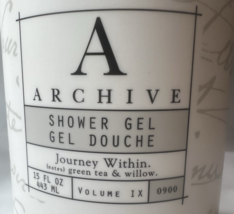 A
ARCHIVE
SHOWER GEL
GEL DOUCHE
Journey Within.
(notes) green tea & willow.
15 FL OZ
443 ML
VOLUME IX
0900